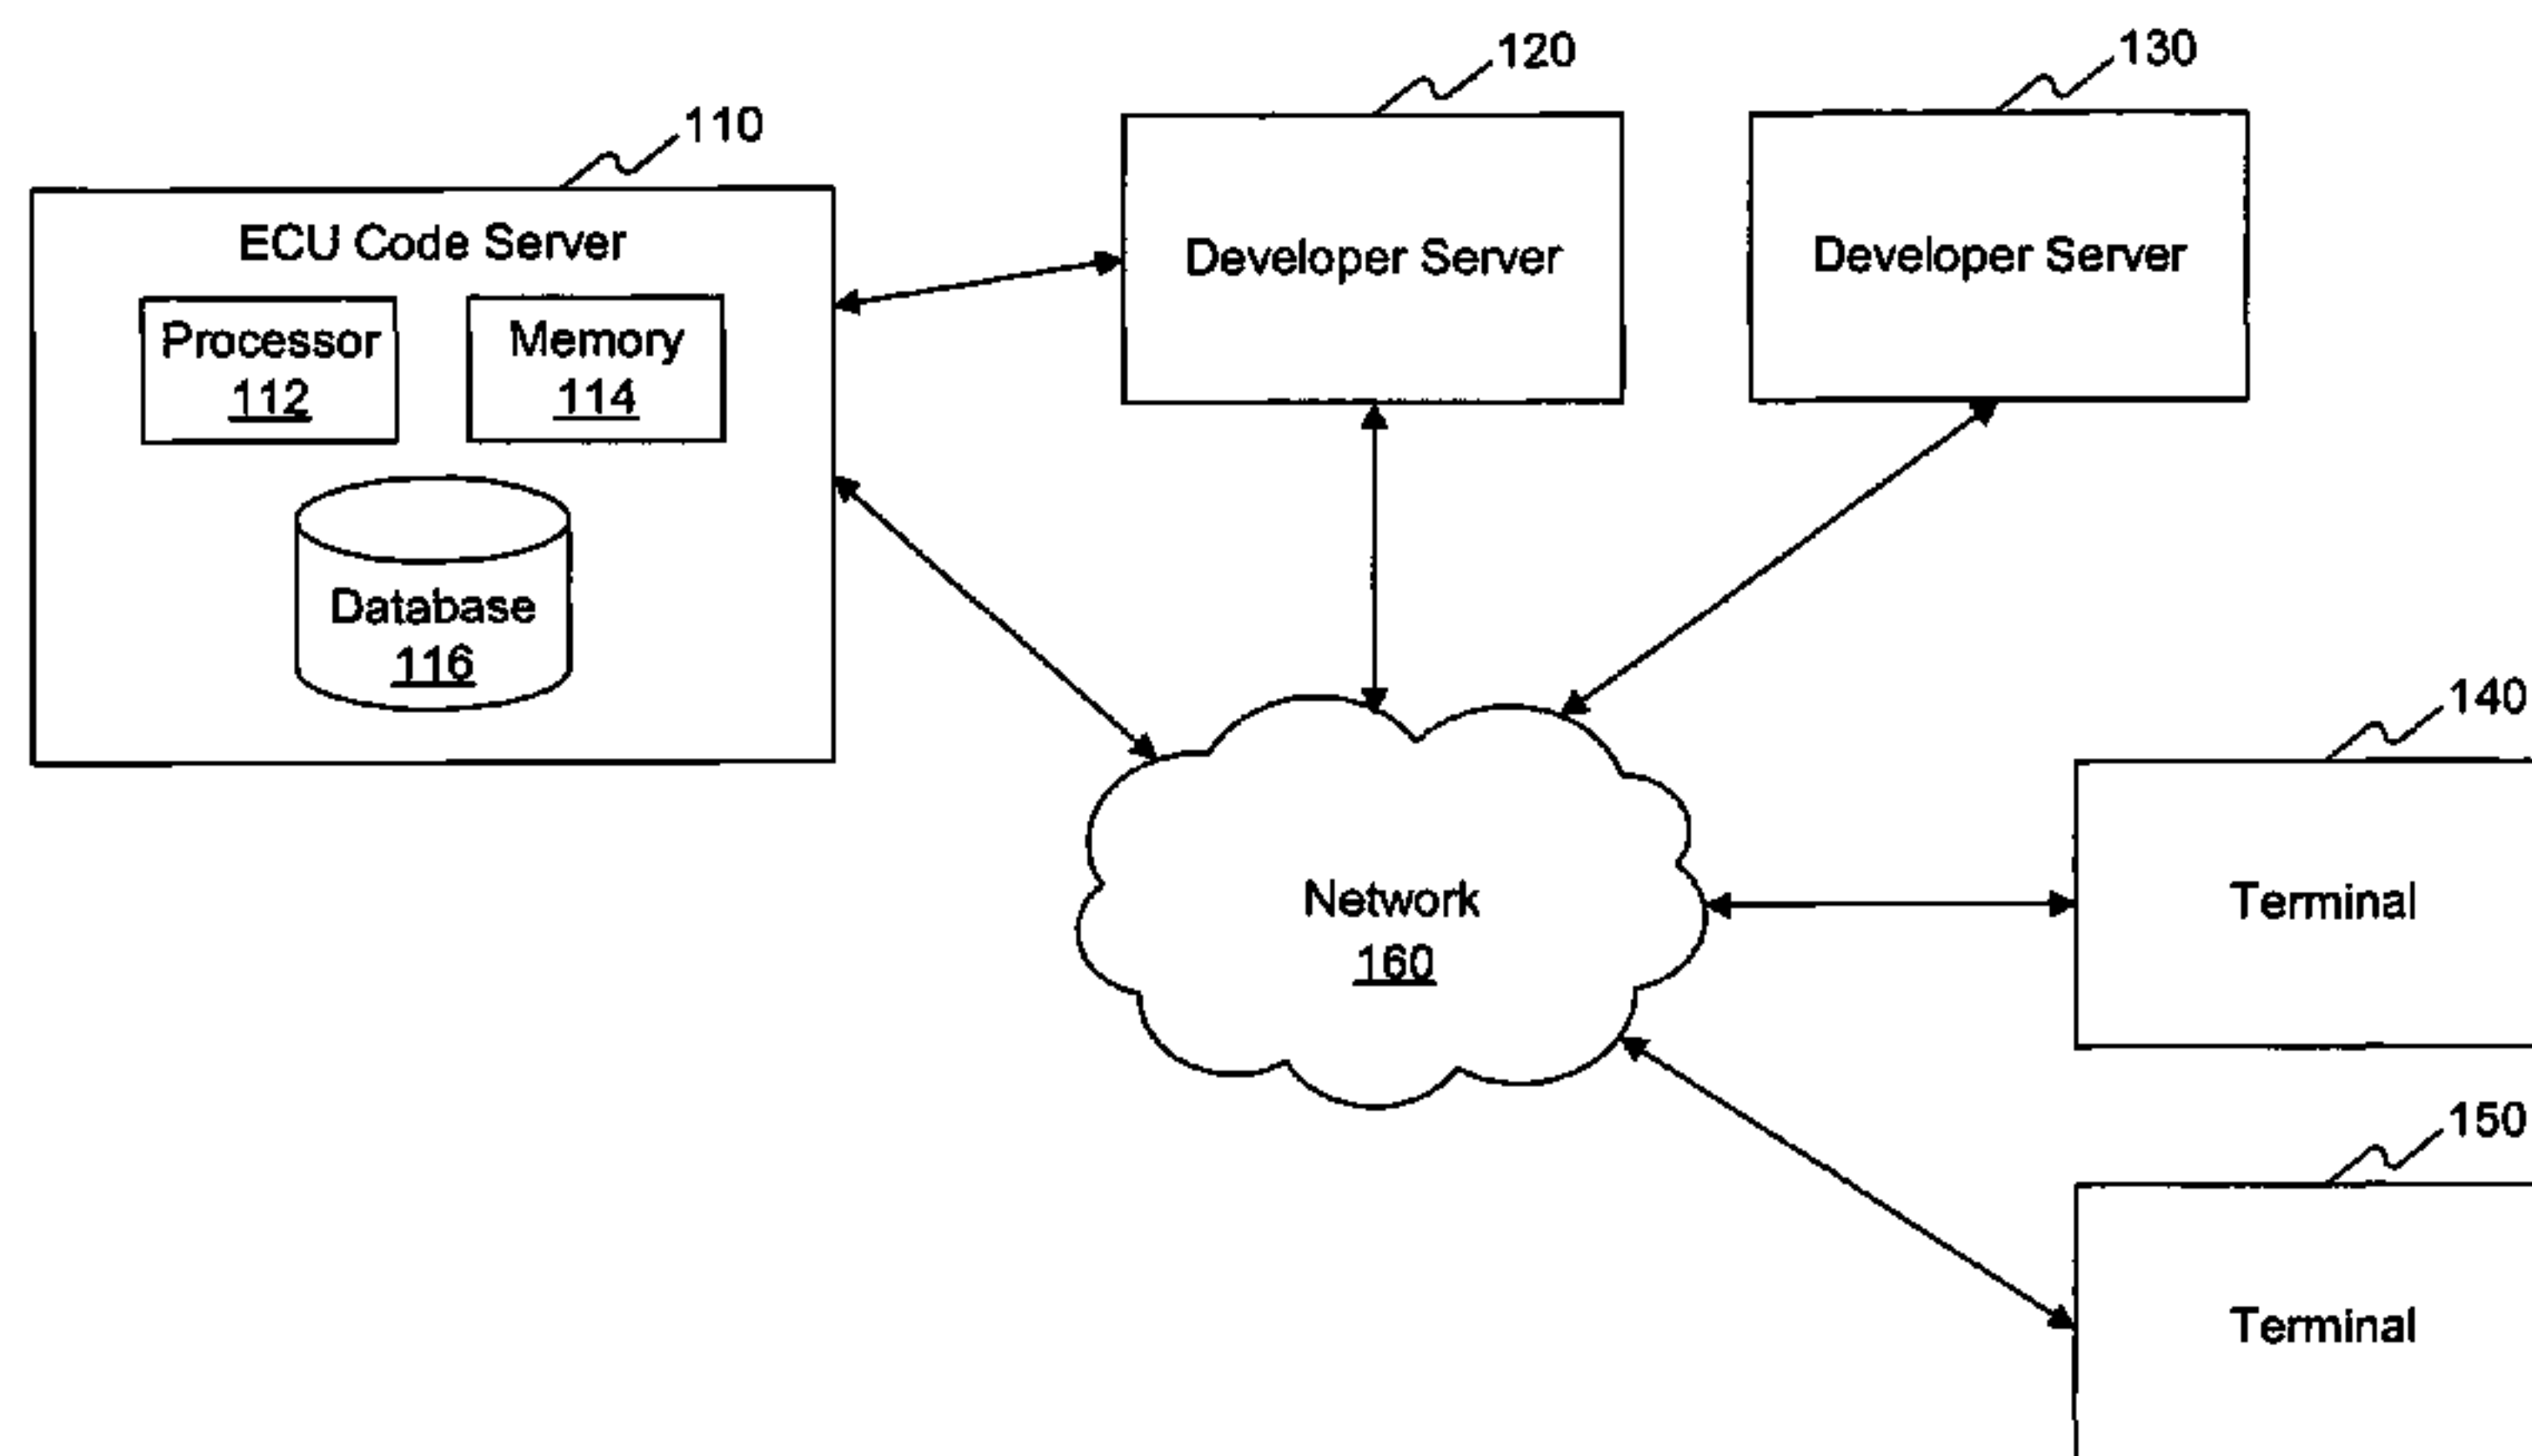 120
130
110
ECU Code Server
Developer Server
Developer Server
Processor
112
Memory
114
Database
116
140
Network
160
Terminal
150
Terminal